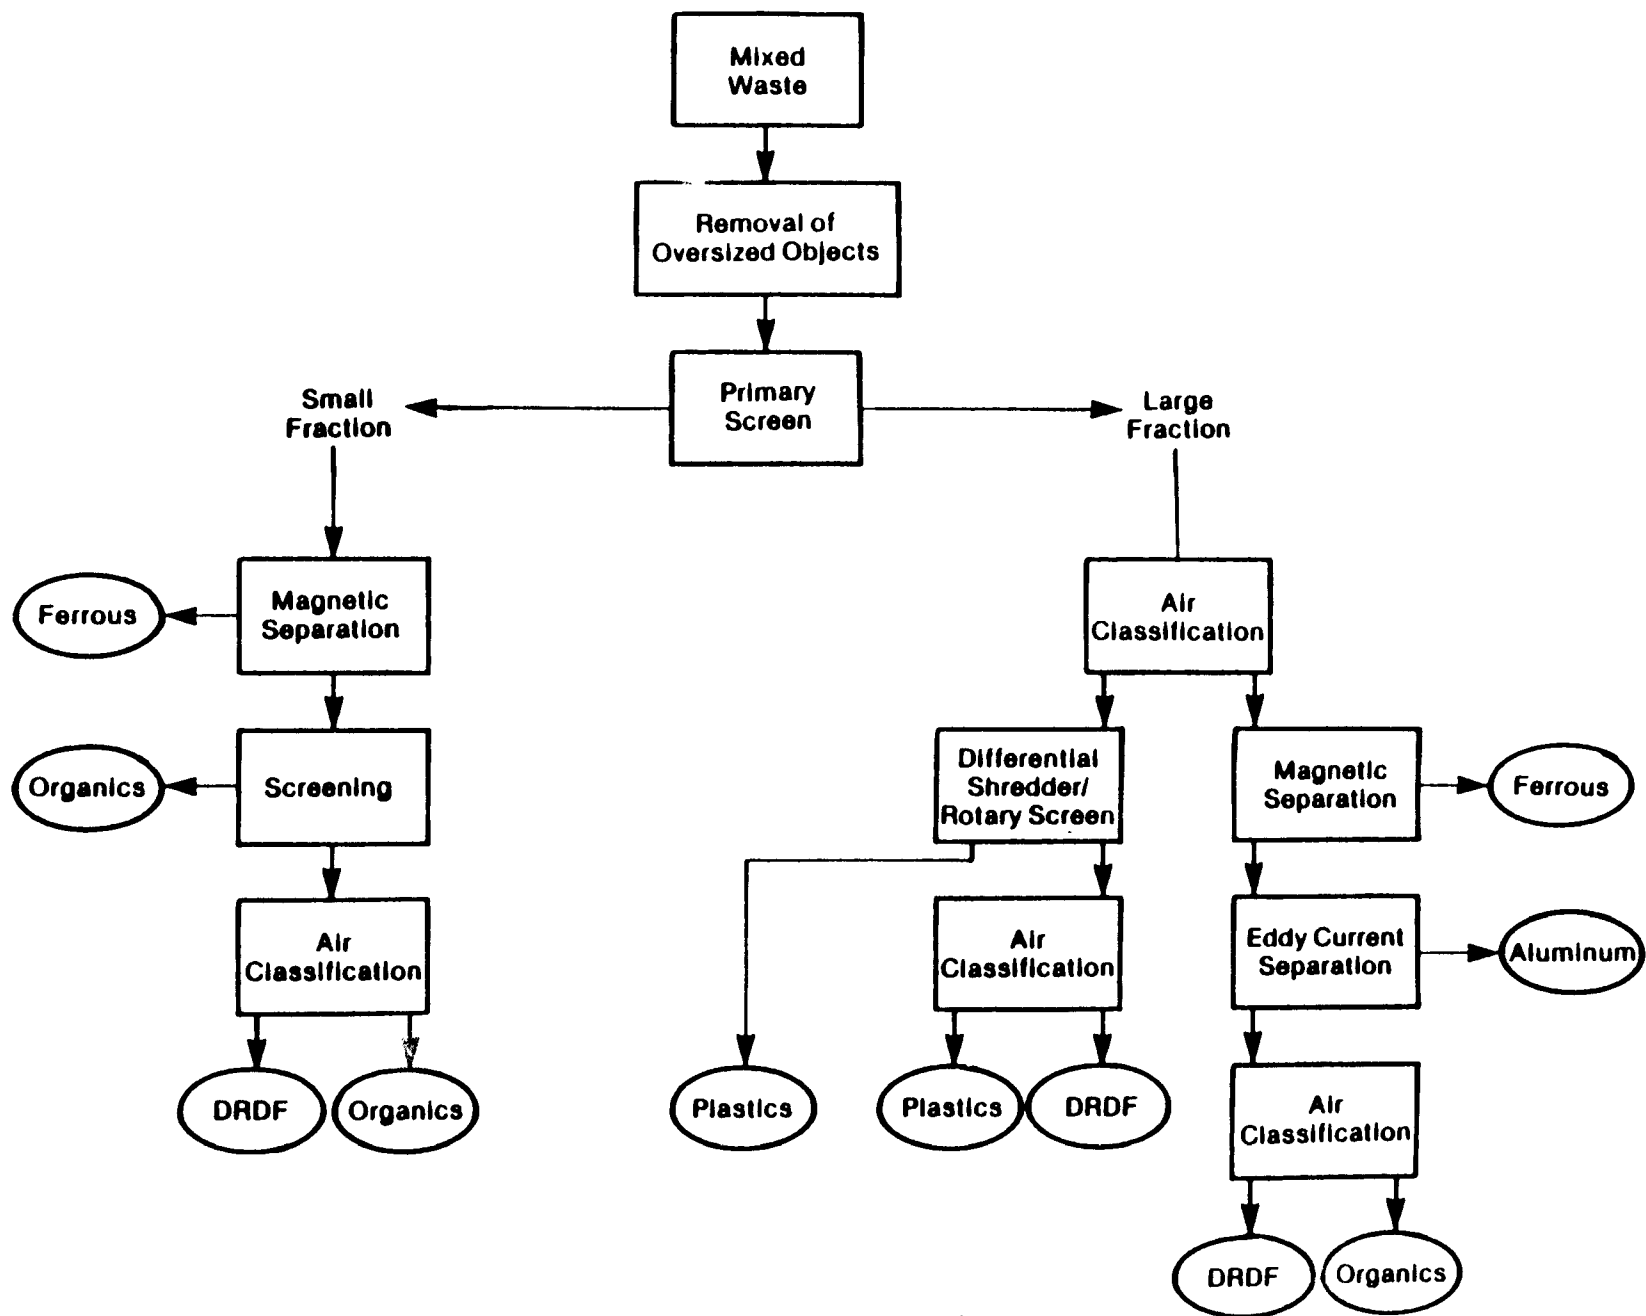 Mixed
Waste
Removal of
Oversized Objects
Primary
Screen
Small
Fraction
Large
Fraction
Ferrous
Magnetic
Separation
Air
Classification
Organics
Screening
Differential
Shredder/
Rotary Screen
Magnetic
Separation
Ferrous
Air
Classification
Air
Classification
Eddy Current
Separation
Aluminum
DRDF
Organics
Plastics
Plastics
DRDF
Air
Classification
DRDF
Organics